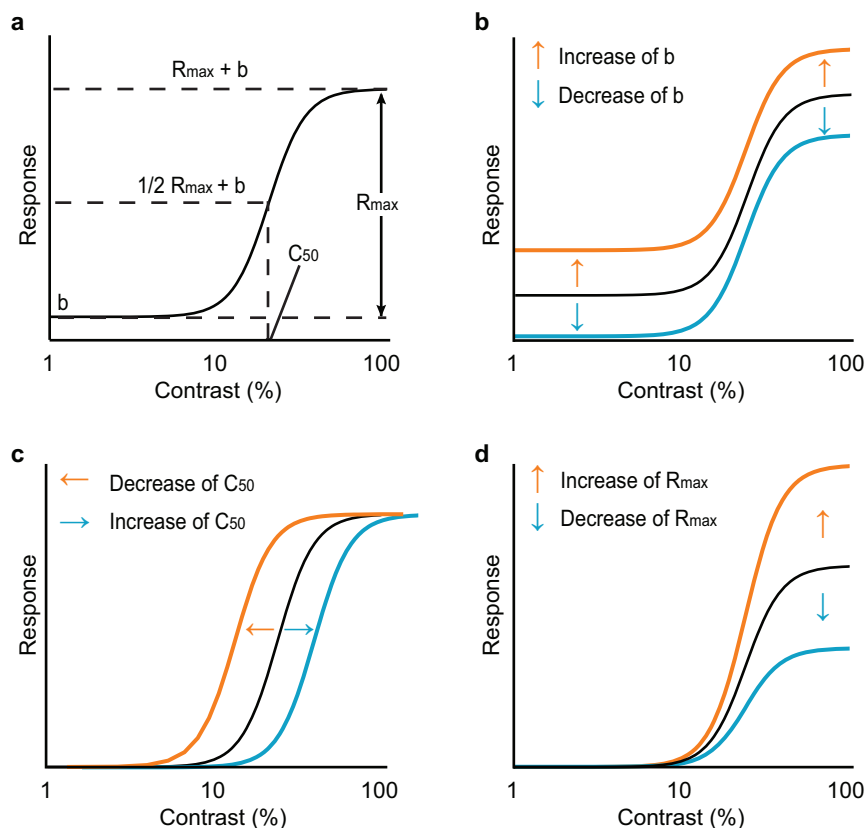 a
Rmax + b
1/2 Rmax + b
Rmax
C50
b
Response
1 10 100
Contrast (%)
b
Increase of b
Decrease of b
Response
1 10 100
Contrast (%)
c
Decrease of C50
Increase of C50
Response
1 10 100
Contrast (%)
d
Increase of Rmax
Decrease of Rmax
Response
1 10 100
Contrast (%)